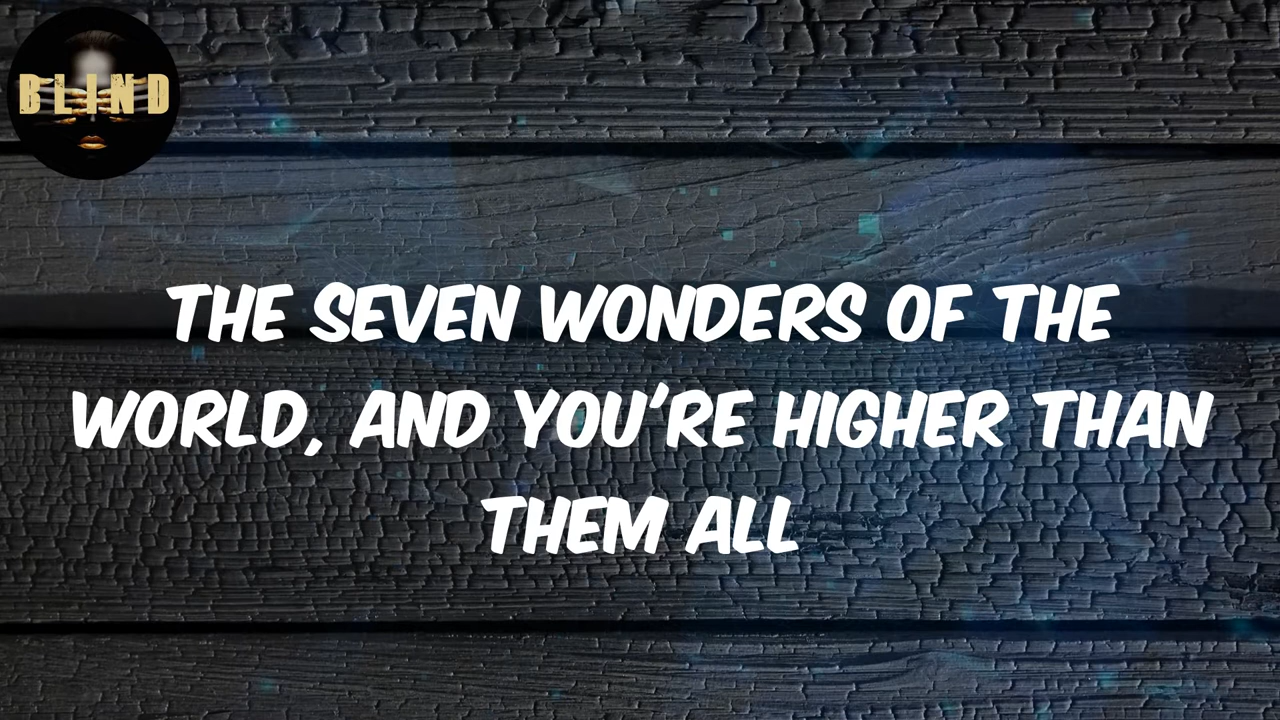 BLIND
THE SEVEN WONDERS OF THE
WORLD, AND YOU'RE HIGHER THAN
THEM ALL